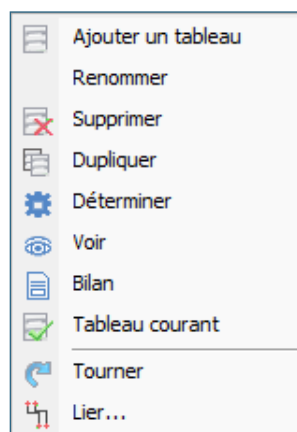 Ajouter un tableau
Renommer
Supprimer
Dupliquer
Déterminer
Voir
Bilan
Tableau courant
Tourner
Lier...